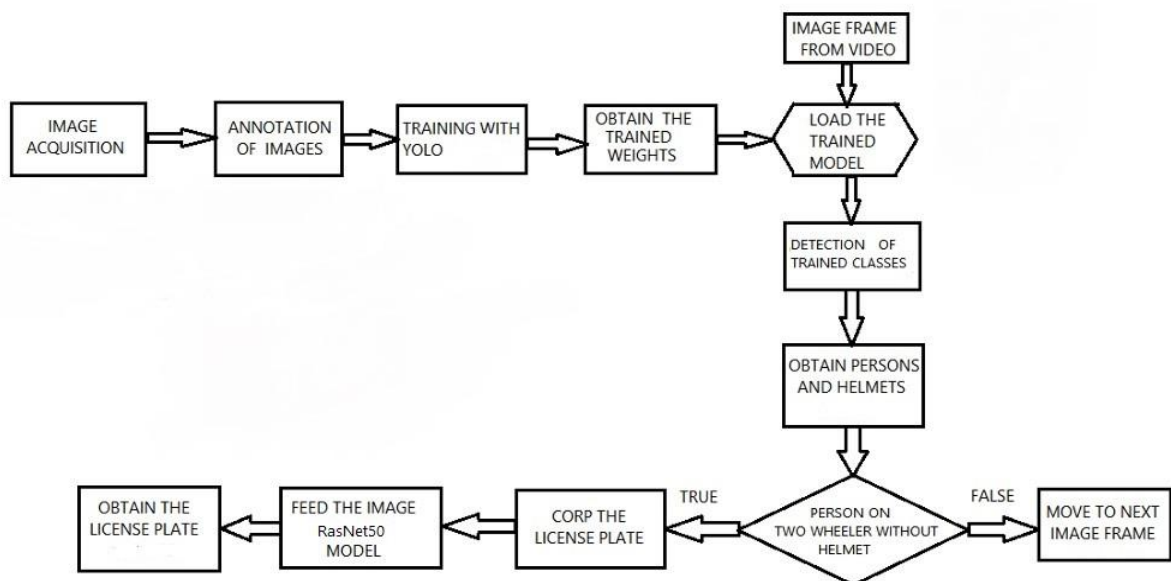 IMAGE FRAME
FROM VIDEO
IMAGE
ACQUISITION
ANNOTATION
OF IMAGES
TRAINING WITH
YOLO
OBTAIN THE
TRAINED
WEIGHTS
LOAD THE
TRAINED
MODEL
DETECTION OF
TRAINED CLASSES
OBTAIN PERSONS
AND HELMETS
PERSON ON
TWO WHEELER WITHOUT
HELMET
TRUE
FALSE
CORP THE
LICENSE PLATE
FEED THE IMAGE
RasNet50
MODEL
OBTAIN THE
LICENSE PLATE
MOVE TO NEXT
IMAGE FRAME